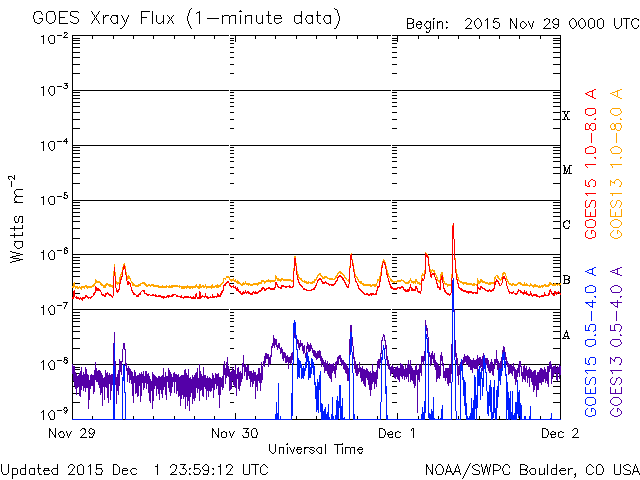 GOES Xray Flux (1-minute data)
Begin: 2015 Nov 29 0000 UTC
10^-2
10^-3
10^-4
10^-5
10^-6
10^-7
10^-8
10^-9
Watts m^-2
X
M
C
B
A
GOES15 1.0-8.0 A
GOES13 1.0-8.0 A
GOES15 0.5-4.0 A
GOES13 0.5-4.0 A
Nov 29
Nov 30
Dec 1
Dec 2
Universal Time
Updated 2015 Dec 1 23:59:12 UTC
NOAA/SWPC Boulder, CO USA